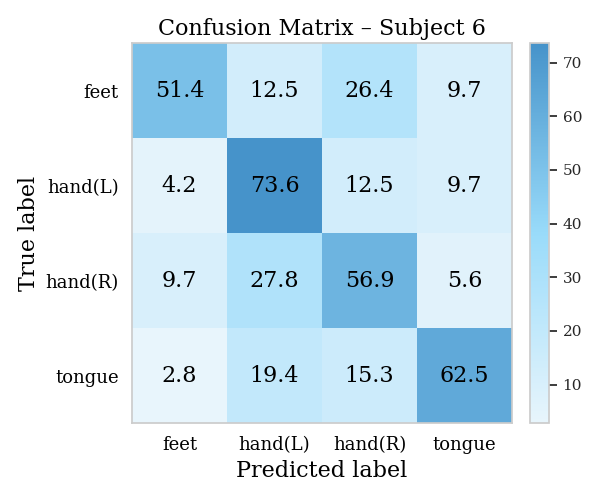 Confusion Matrix – Subject 6
feet 51.4 12.5 26.4 9.7
hand(L) 4.2 73.6 12.5 9.7
hand(R) 9.7 27.8 56.9 5.6
tongue 2.8 19.4 15.3 62.5
feet hand(L) hand(R) tongue
Predicted label
True label
70
60
50
40
30
20
10